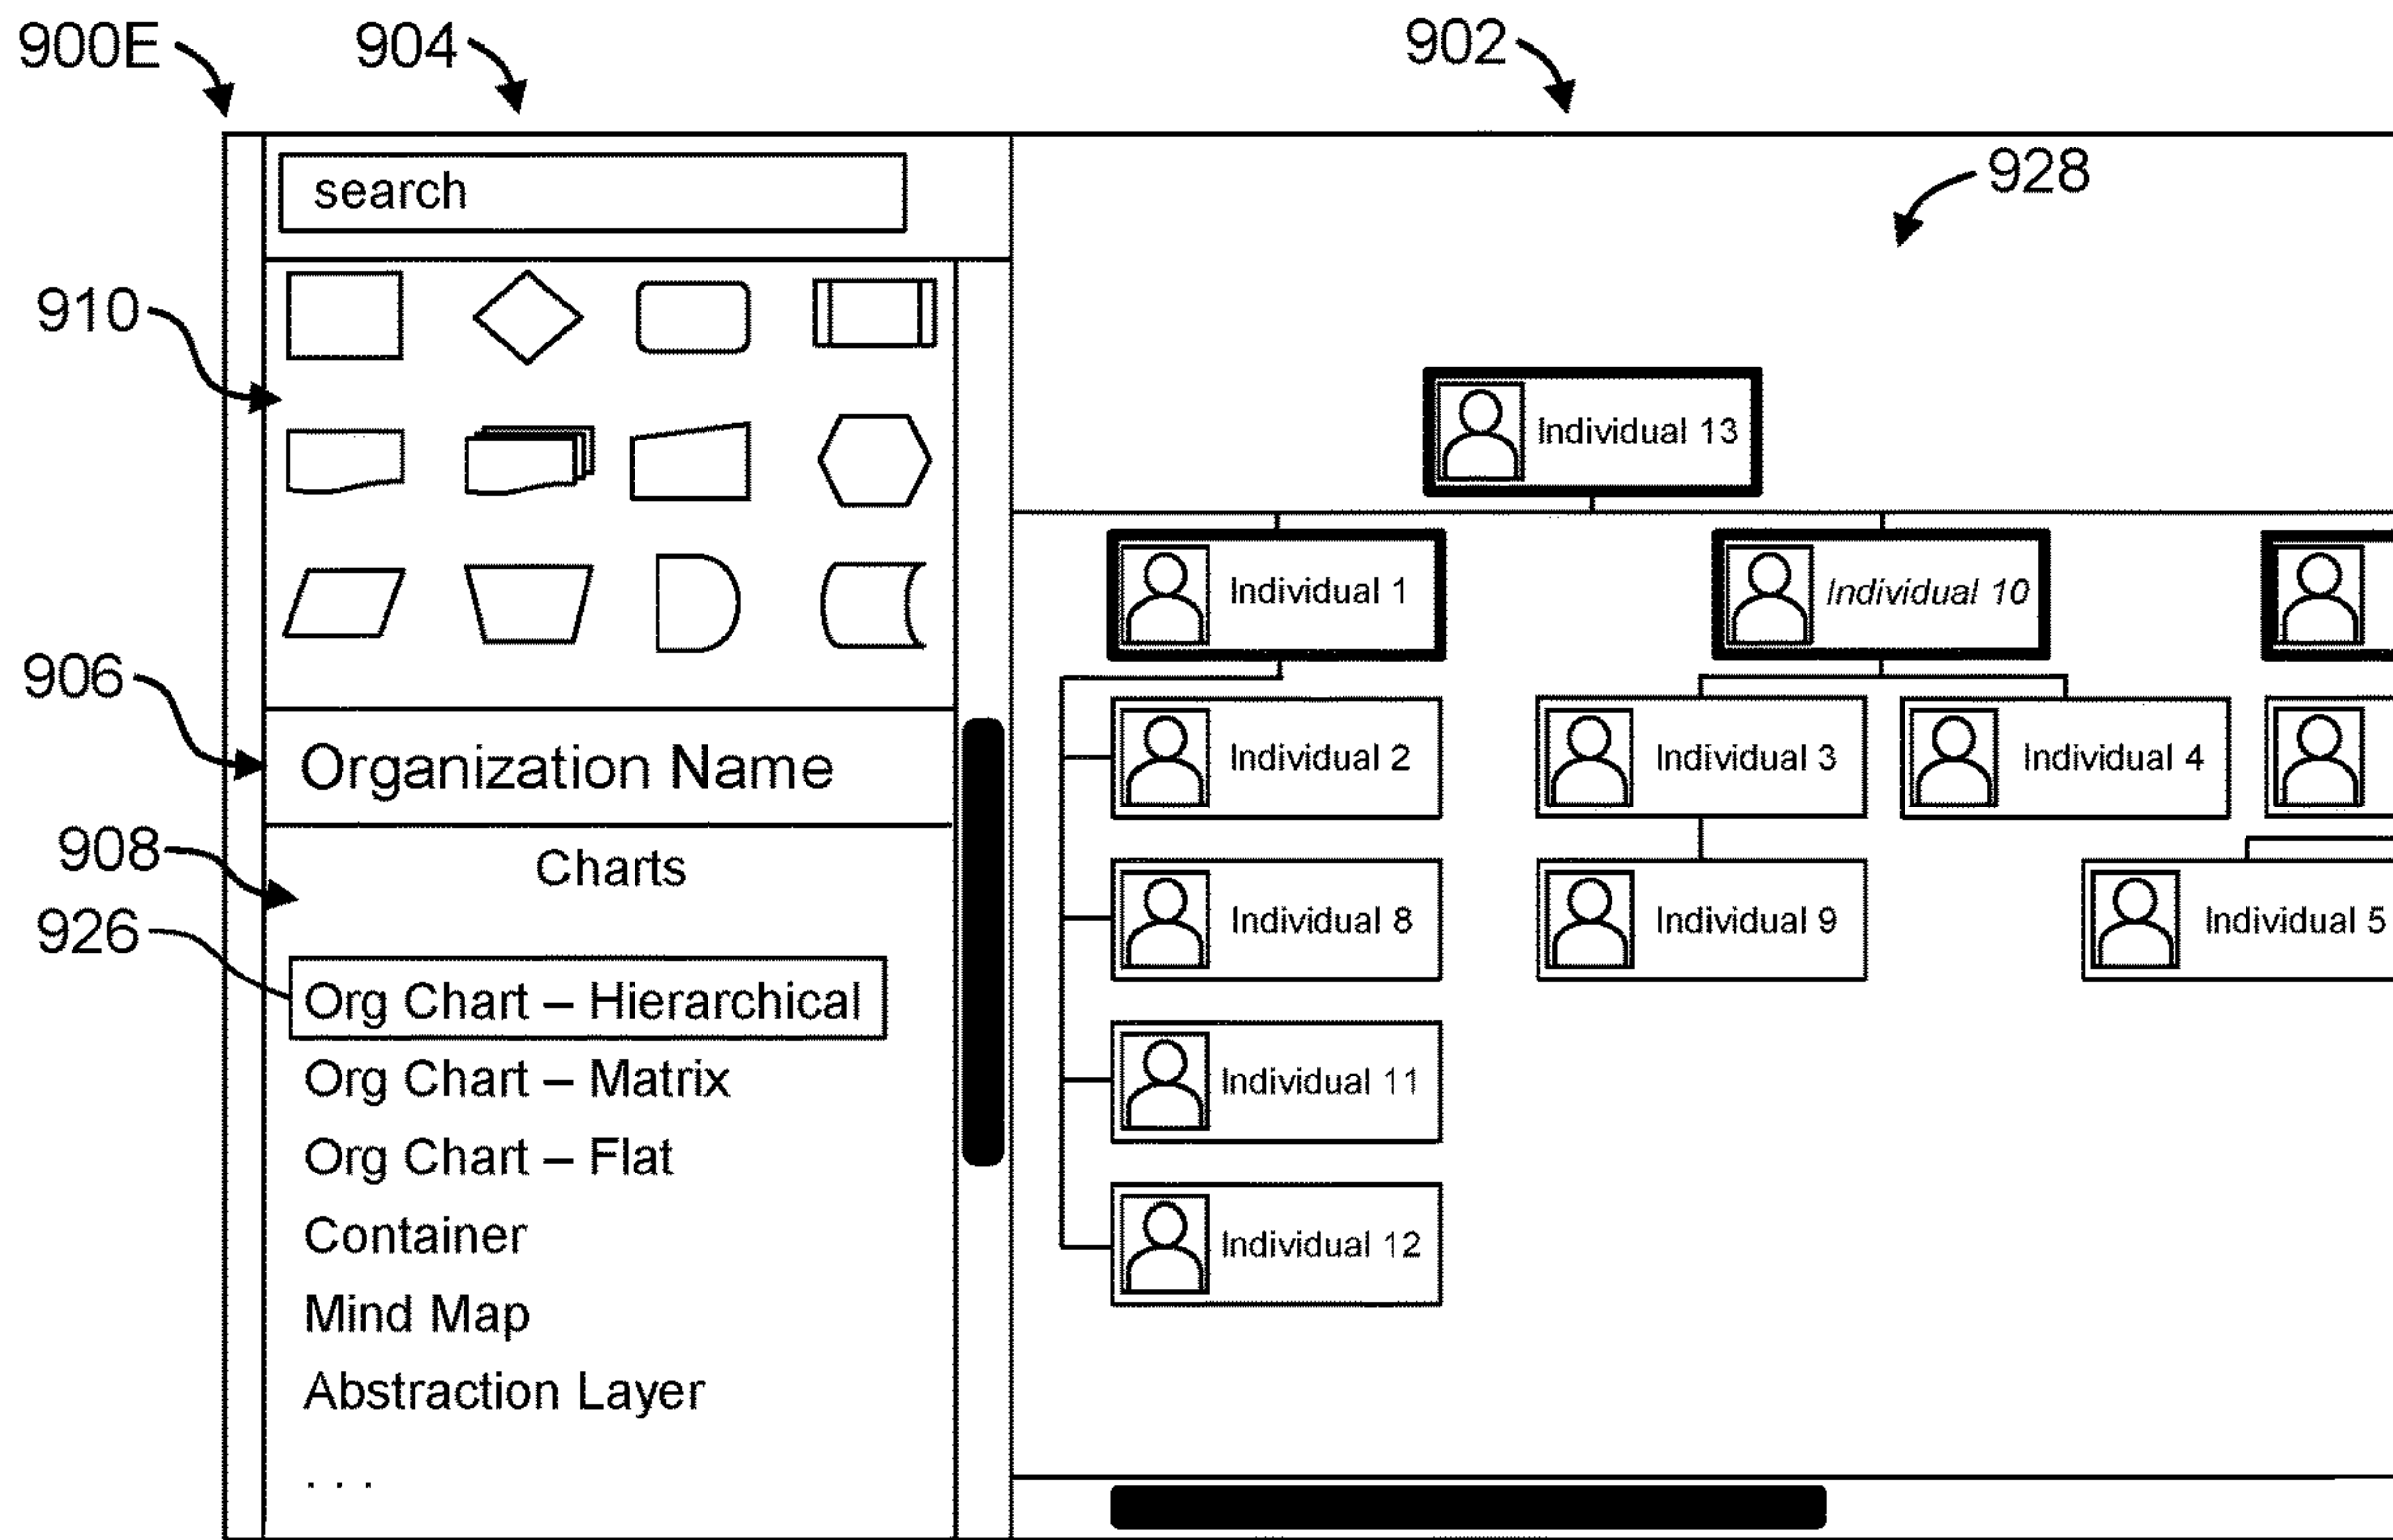 900E
904
902
search
928
910
Individual 13
Individual 1
Individual 10
906
Organization Name
Individual 2
Individual 3
Individual 4
908
Charts
926
Individual 8
Individual 9
Individual 5
Org Chart – Hierarchical
Org Chart – Matrix
Individual 11
Org Chart – Flat
Container
Individual 12
Mind Map
Abstraction Layer
. . .